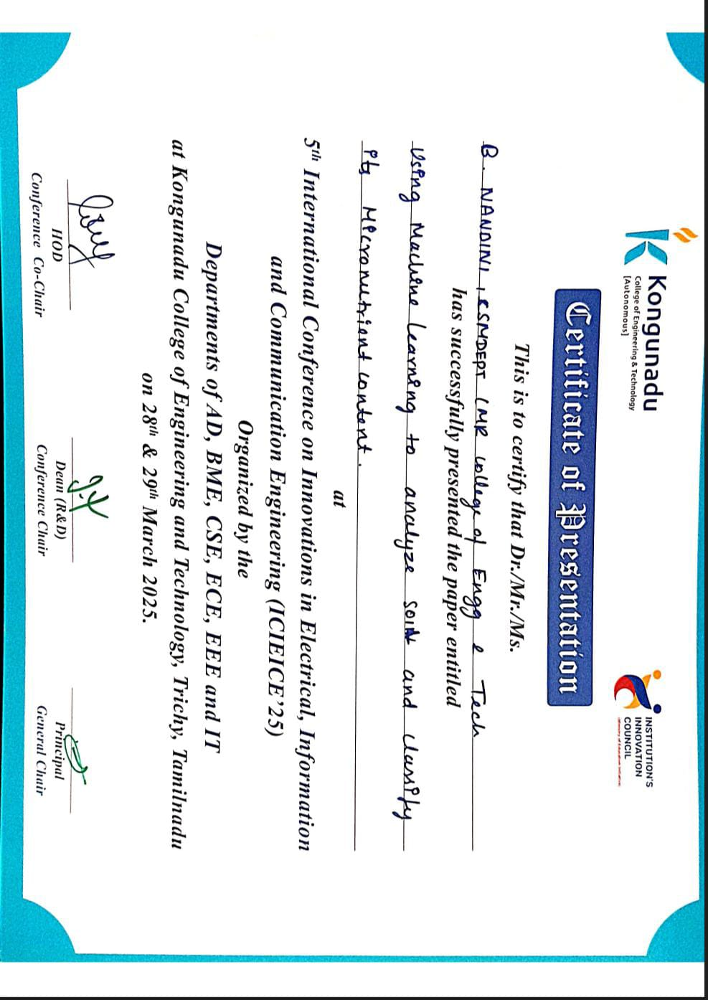 Kongunadu
College of Engineering & Technology
[Autonomous]
INSTITUTION'S
INNOVATION
COUNCIL
Certificate of Presentation
This is to certify that Dr./Mr./Ms.
B. NANDINI, CSMDEPT CMR college of Engg & Tech
has successfully presented the paper entitled
Using Machine Learning to analyze soil and classify
its Micronutrient content.
at
5th International Conference on Innovations in Electrical, Information
and Communication Engineering (ICIEICE'25)
Organized by the
Departments of AD, BME, CSE, ECE, EEE and IT
at Kongunadu College of Engineering and Technology, Trichy, Tamilnadu
on 28th & 29th March 2025.
HOD
Conference Co-Chair
Dean (R&D)
Conference Chair
Principal
General Chair